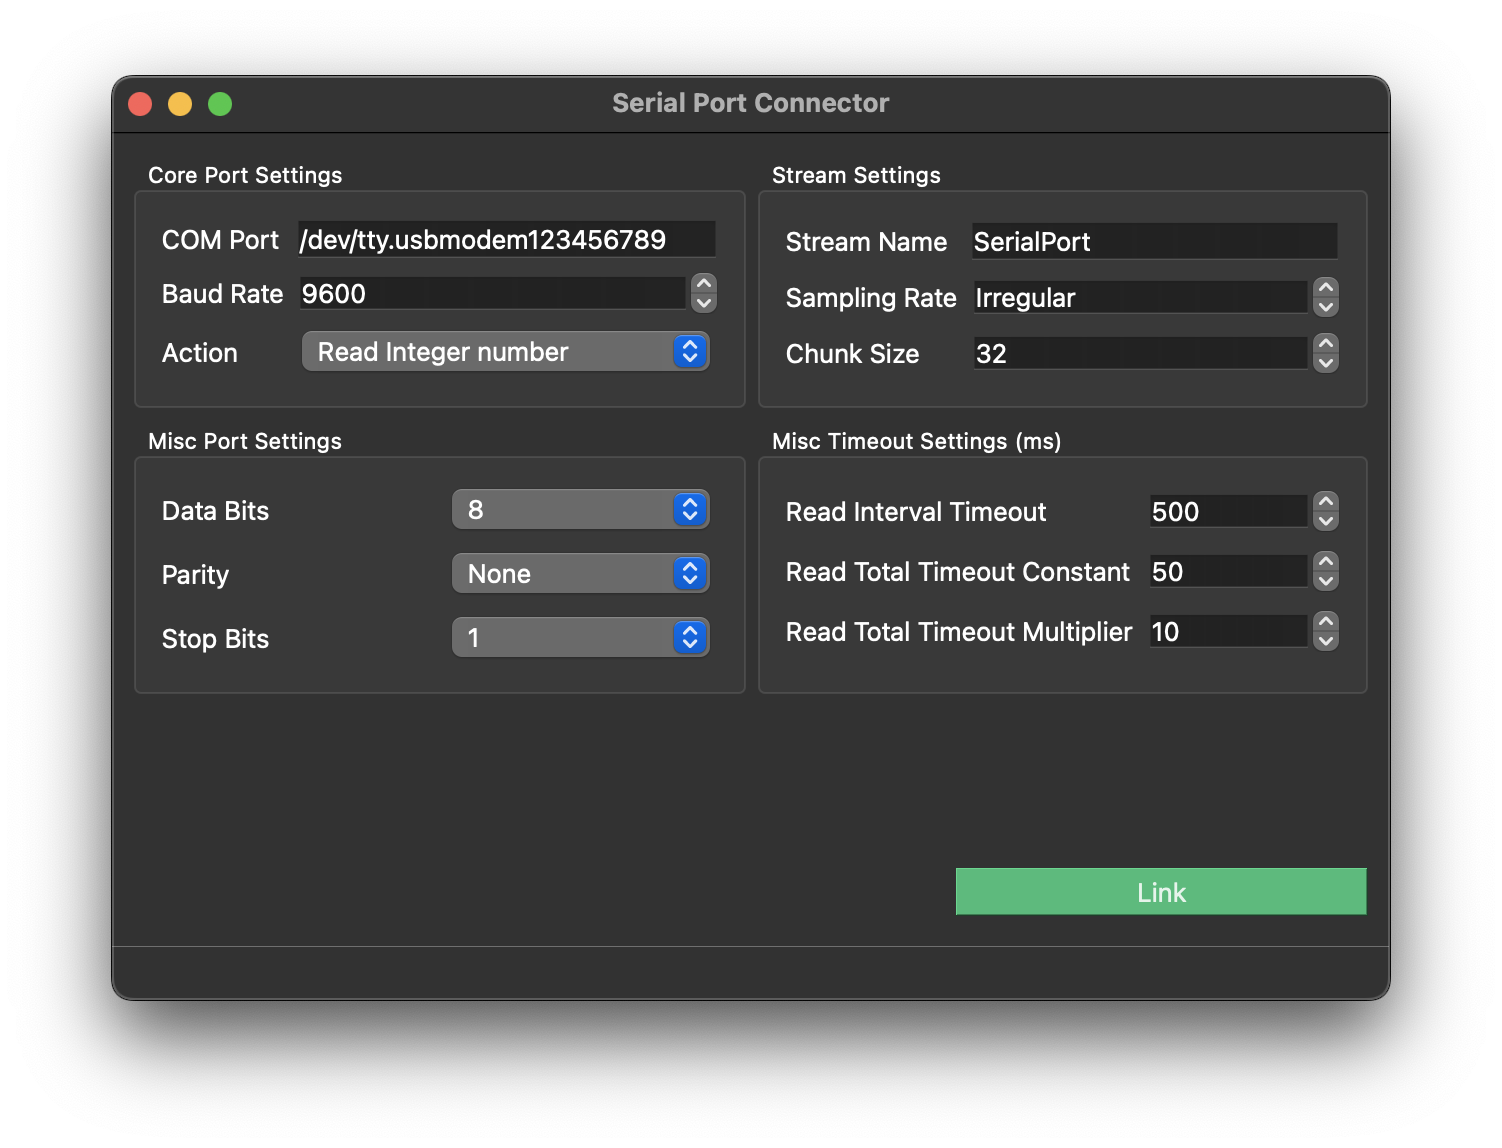 Serial Port Connector
Core Port Settings
COM Port /dev/tty.usbmodem123456789
Baud Rate 9600
Action Read Integer number
Stream Settings
Stream Name SerialPort
Sampling Rate Irregular
Chunk Size 32
Misc Port Settings
Data Bits 8
Parity None
Stop Bits 1
Misc Timeout Settings (ms)
Read Interval Timeout 500
Read Total Timeout Constant 50
Read Total Timeout Multiplier 10
Link